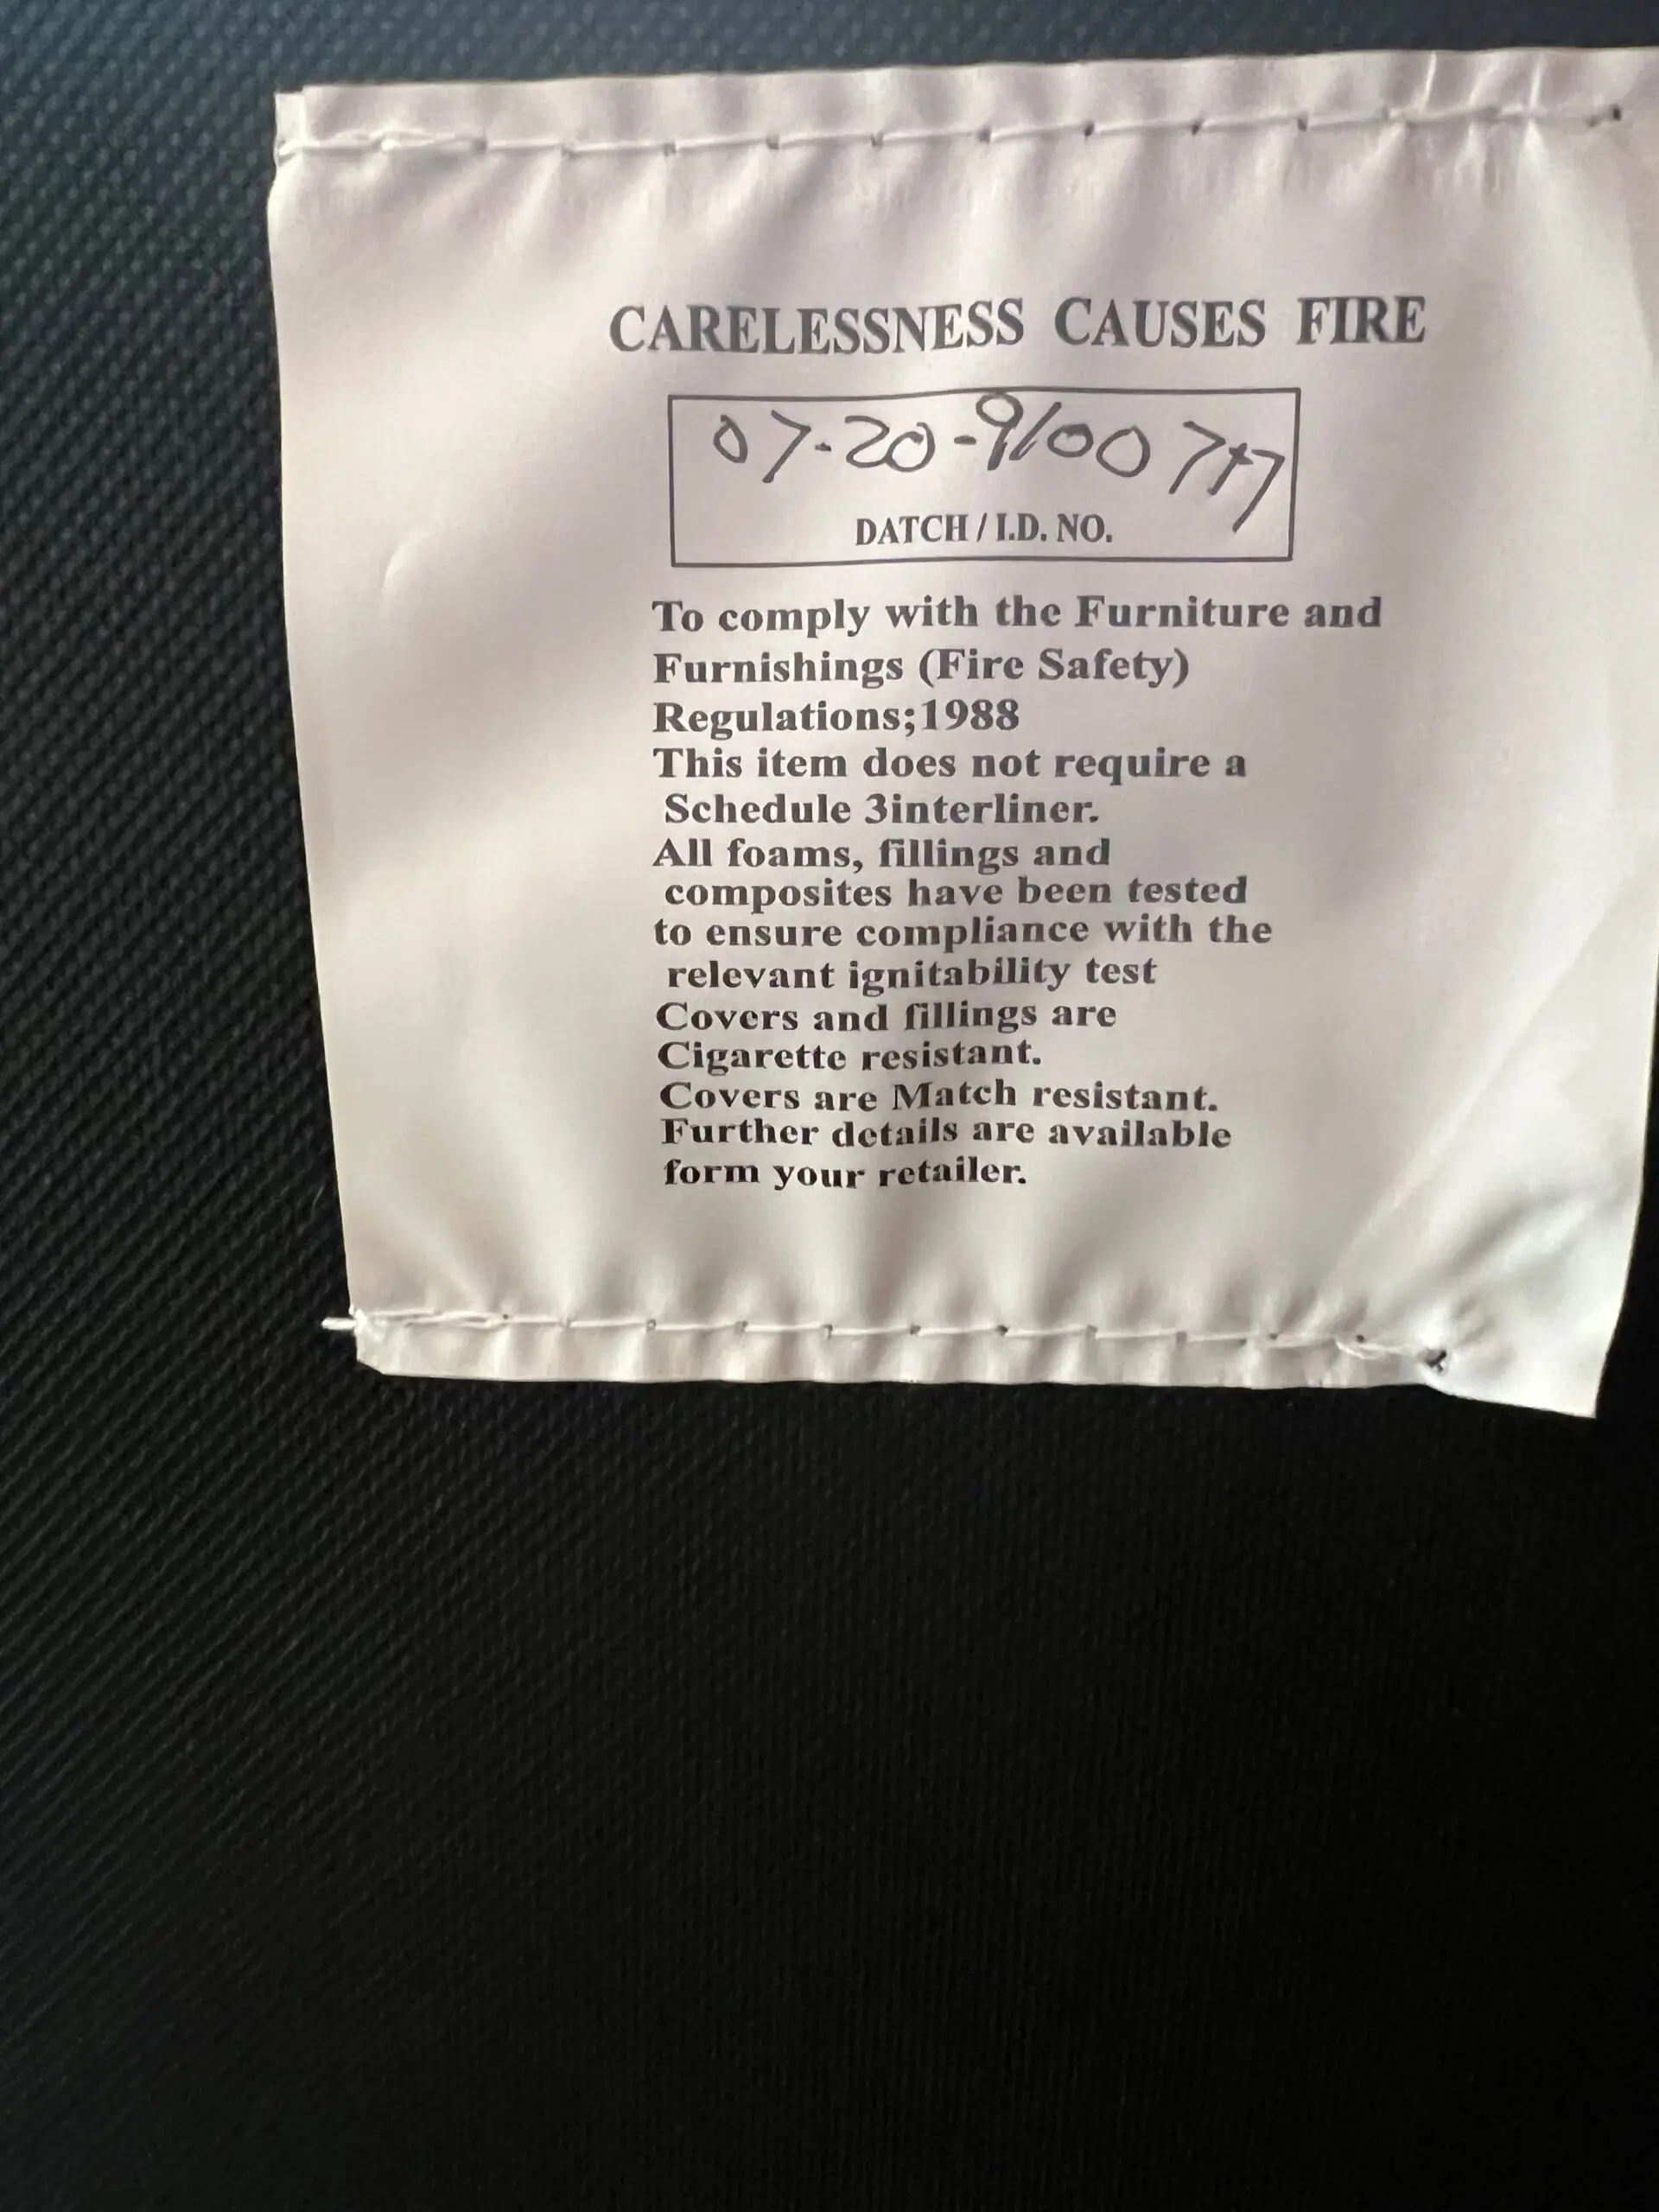 CARELESSNESS CAUSES FIRE
07-20-9100
DATCH / I.D. NO.
To comply with the Furniture and
Furnishings (Fire Safety)
Regulations;1988
This item does not require a
Schedule 3interliner.
All foams, fillings and
composites have been tested
to ensure compliance with the
relevant ignitability test
Covers and fillings are
Cigarette resistant.
Covers are Match resistant.
Further details are available
form your retailer.